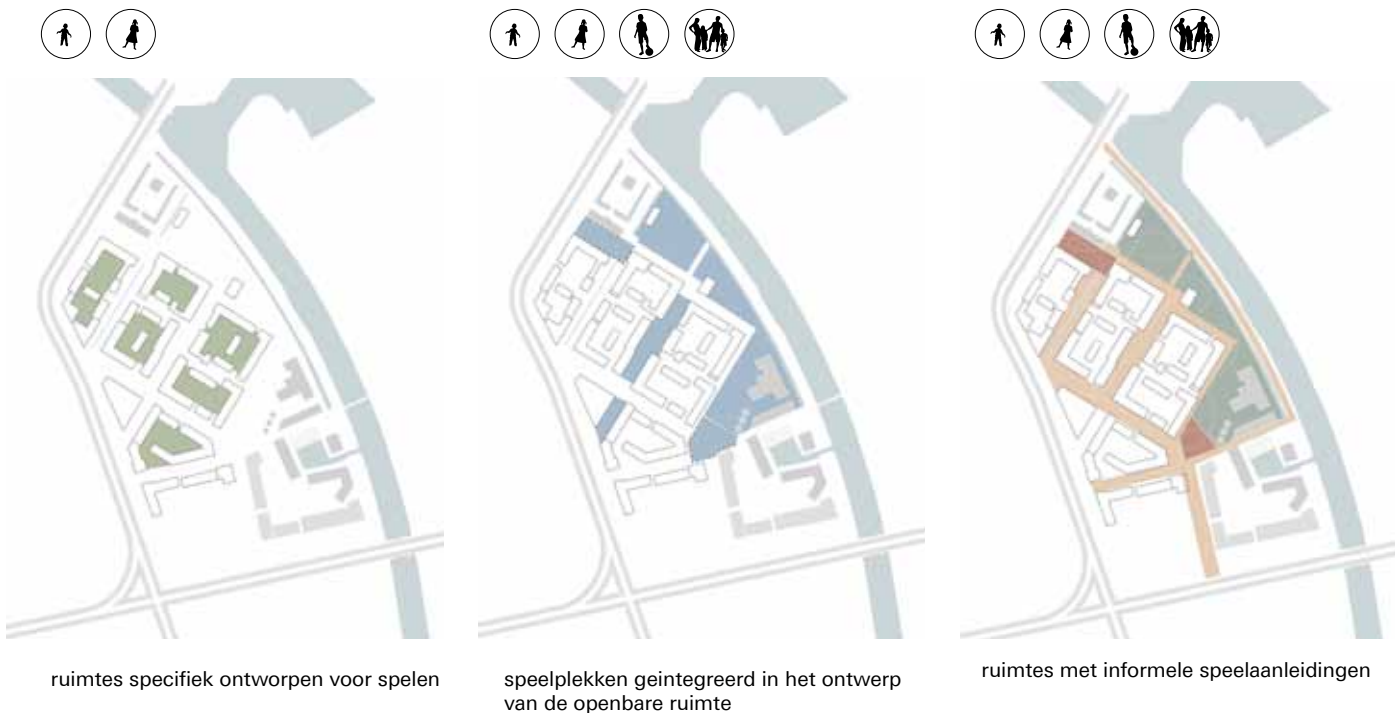 ruimtes specifiek ontworpen voor spelen
speelplekken geintegreerd in het ontwerp
van de openbare ruimte
ruimtes met informele speelaanleidingen